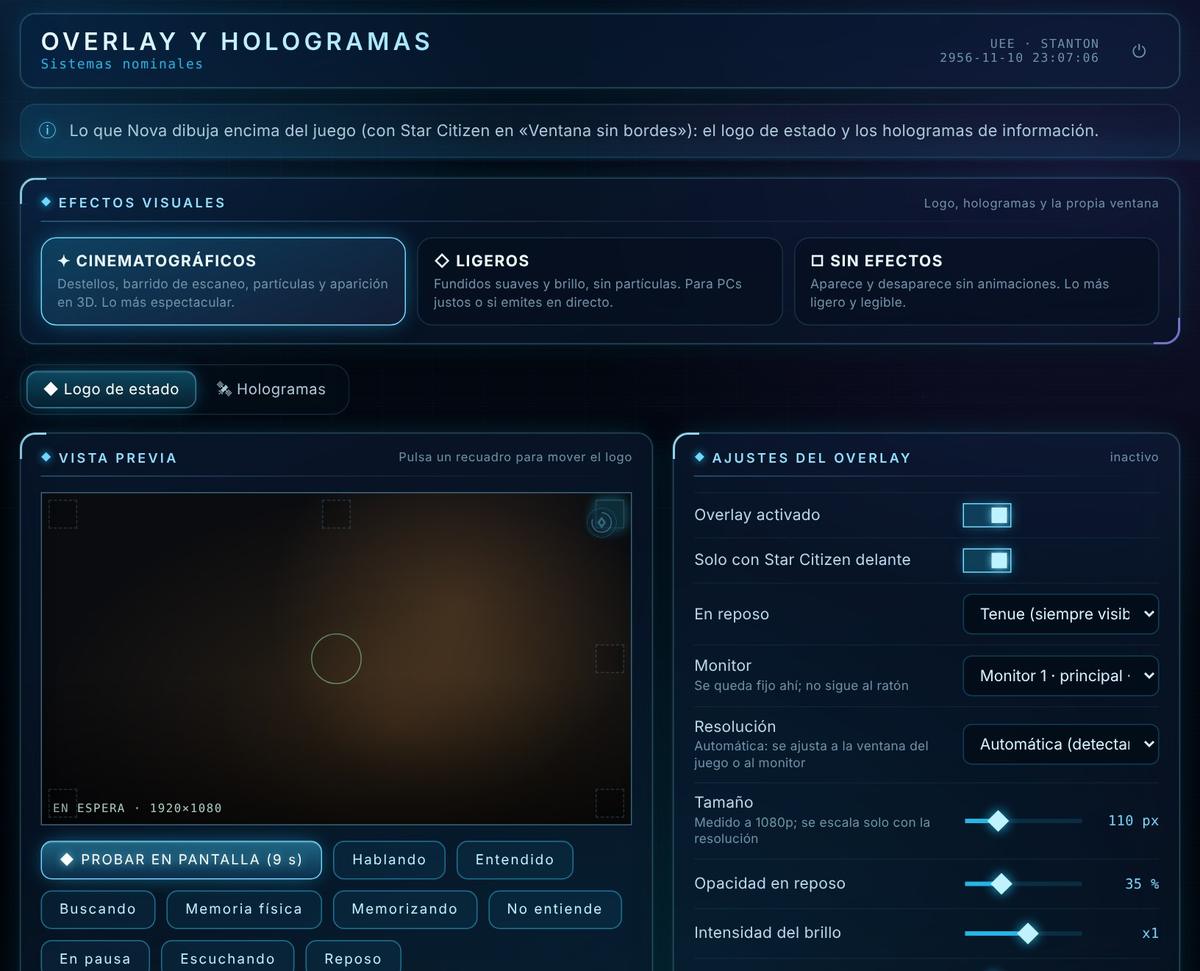 OVERLAY Y HOLOGRAMAS
Sistemas nominales
UEE · STANTON
2956-11-10 23:07:06
Lo que Nova dibuja encima del juego (con Star Citizen en «Ventana sin bordes»): el logo de estado y los hologramas de información.
EFECTOS VISUALES
Logo, hologramas y la propia ventana
CINEMATOGRÁFICOS
Destellos, barrido de escaneo, partículas y aparición
en 3D. Lo más espectacular.
LIGEROS
Fundidos suaves y brillo, sin partículas. Para PCs
justos o si emites en directo.
SIN EFECTOS
Aparece y desaparece sin animaciones. Lo más
ligero y legible.
Logo de estado
Hologramas
VISTA PREVIA
Pulsa un recuadro para mover el logo
EN ESPERA · 1920×1080
PROBAR EN PANTALLA (9 s)
Hablando
Entendido
Buscando
Memoria física
Memorizando
No entiende
En pausa
Escuchando
Reposo
AJUSTES DEL OVERLAY
inactivo
Overlay activado
Solo con Star Citizen delante
En reposo
Tenue (siempre visib
Monitor
Se queda fijo ahí; no sigue al ratón
Monitor 1 · principal ·
Resolución
Automática: se ajusta a la ventana del
juego o al monitor
Automática (detectar
Tamaño
Medido a 1080p; se escala solo con la
resolución
110 px
Opacidad en reposo
35 %
Intensidad del brillo
x1